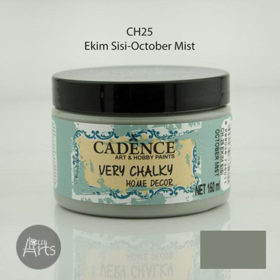 CH25
Ekim Sisi-October Mist
CADENCE
ART & HOBBY PAINTS
VERY CHALKY
HOME DECOR
OCTOBER MIST
NET 150 ml
Arts